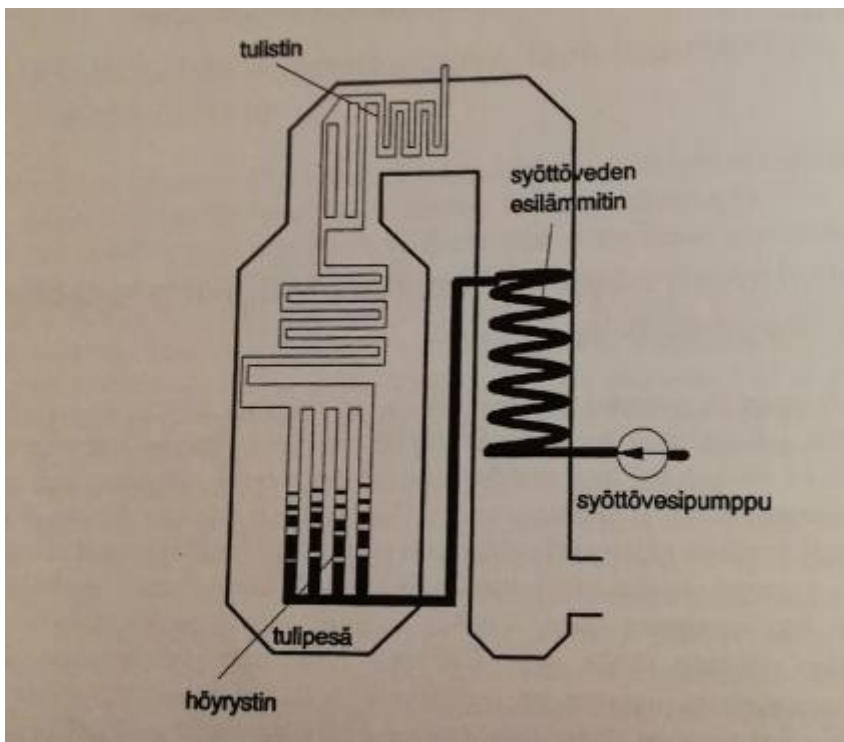 tulistin
syöttöveden
esilämmitin
syöttövesipumppu
tulipesä
höyrystin